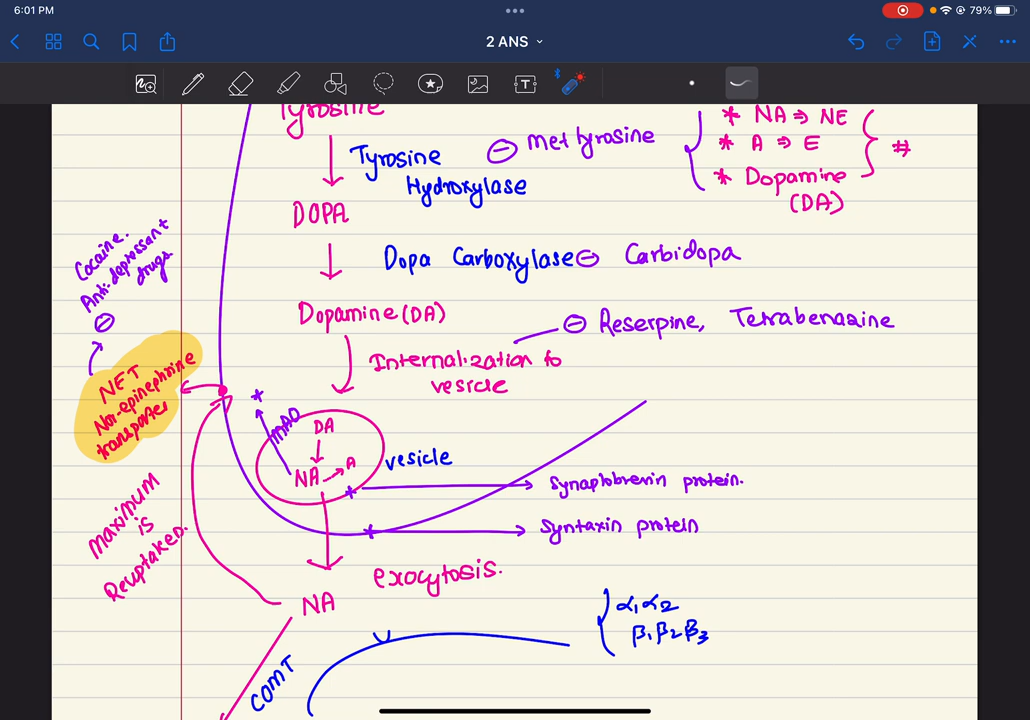 6:01 PM
79%
2 ANS
Tyrosine
Tyrosine
Hydroxylase
⊖ Met tyrosine
* NA ⇒ NE
* A ⇒ E
* Dopamine
(DA)
#
DOPA
Dopa Carboxylase ⊖ Carbidopa
Cocaine.
Anti-depressant
drugs
⊖
Dopamine (DA)
⊖ Reserpine, Tetrabenazine
Internalization to
vesicle
NET
Nor-epinephrine
transporter
MAO
DA
NA → A
vesicle
Synaptobrevin protein.
Syntaxin protein
maximum
is
Reuptaked.
exocytosis.
NA
α1, α2
β1 β2 β3
COMT